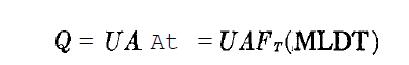 Q = UA At = UAF_T(MLDT)